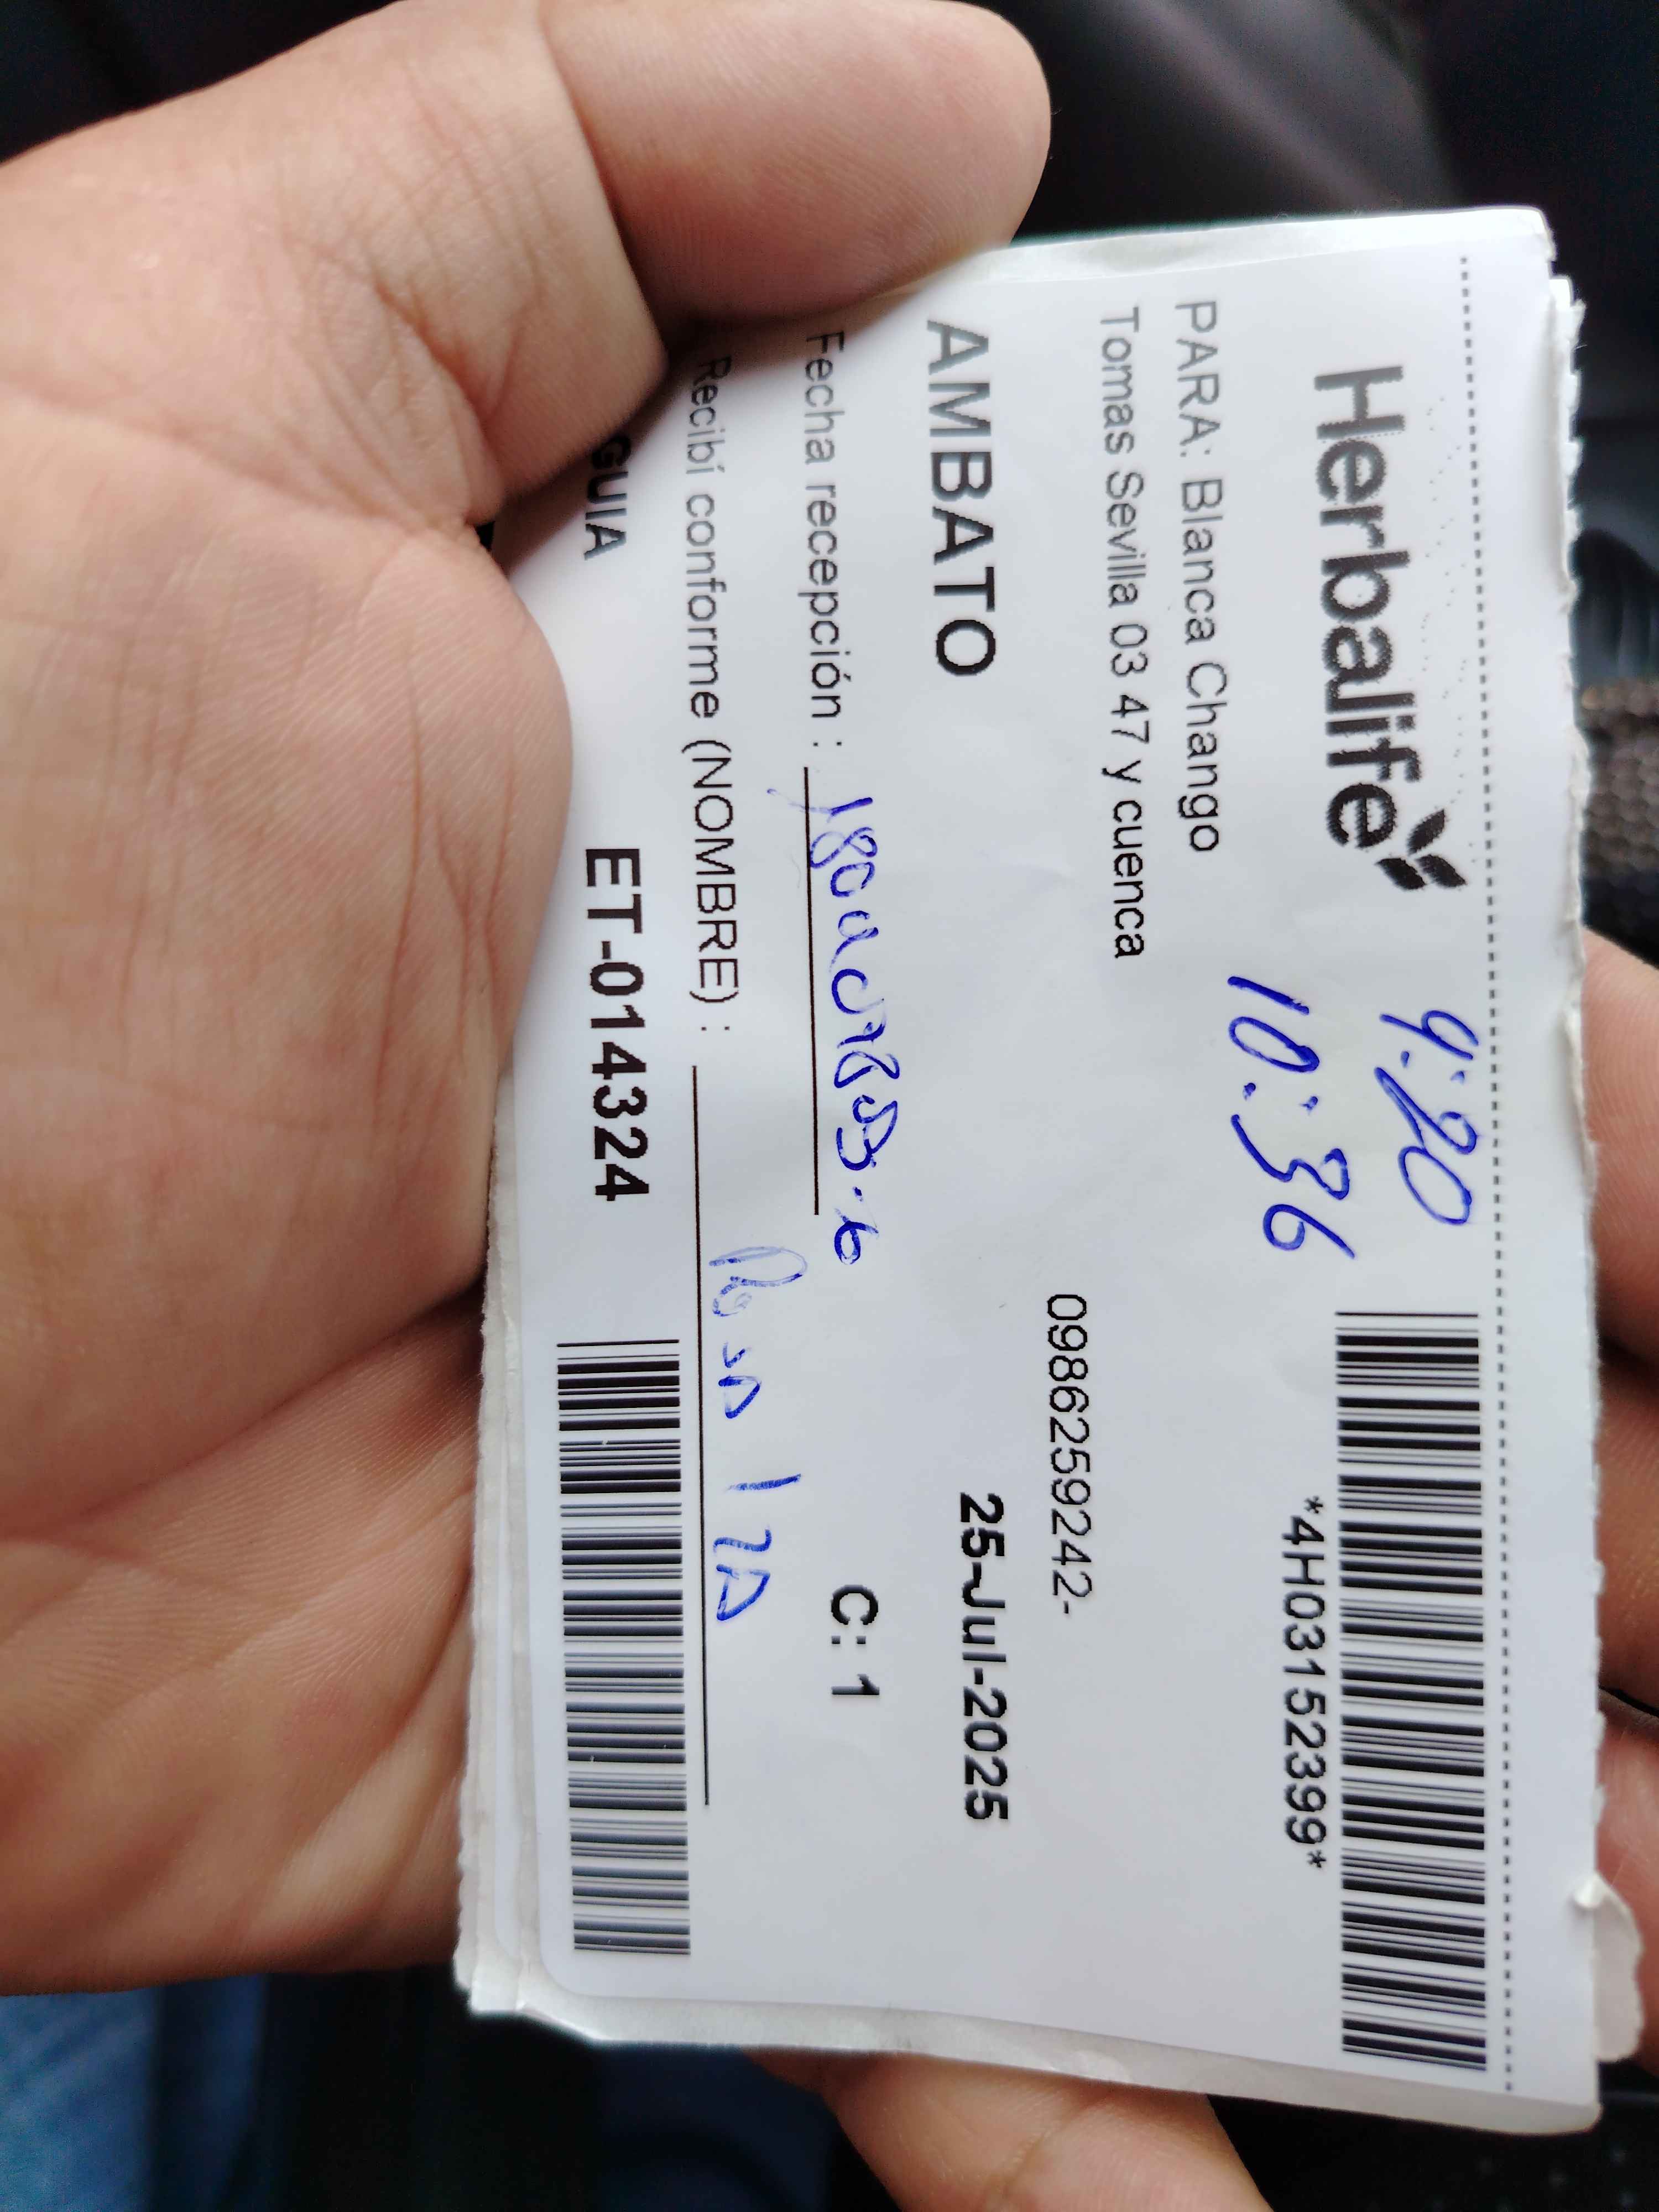 Herbalife
9:20
10:36
*4H03152399*
PARA: Blanca Chango
Tomas Sevilla 03 47 y cuenca
0986259242-
AMBATO
25-Jul-2025
Fecha recepción :
C: 1
Recibí conforme (NOMBRE) :
GUIA
ET-014324